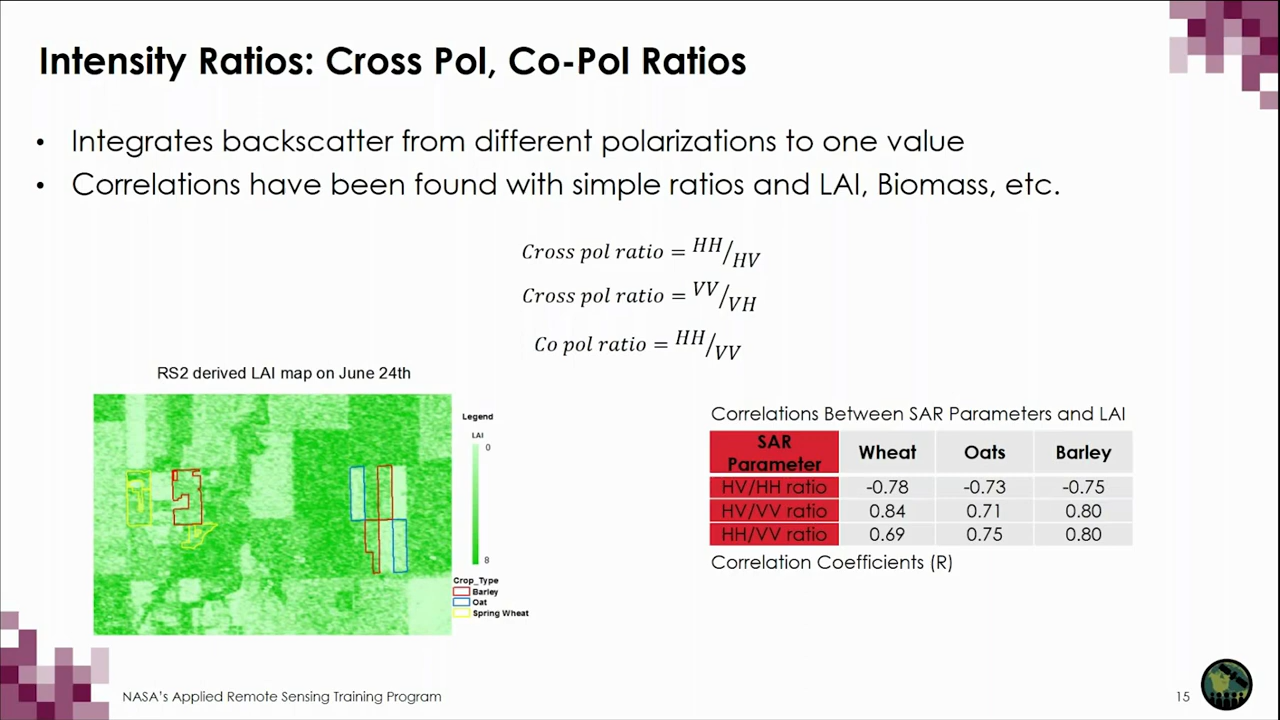 Intensity Ratios: Cross Pol, Co-Pol Ratios
• Integrates backscatter from different polarizations to one value
• Correlations have been found with simple ratios and LAI, Biomass, etc.
Cross pol ratio = HH/HV
Cross pol ratio = VV/VH
Co pol ratio = HH/VV
RS2 derived LAI map on June 24th
Legend
LAI
0
8
Crop_Type
Barley
Oat
Spring Wheat
Correlations Between SAR Parameters and LAI
SAR Parameter Wheat Oats Barley
HV/HH ratio -0.78 -0.73 -0.75
HV/VV ratio 0.84 0.71 0.80
HH/VV ratio 0.69 0.75 0.80
Correlation Coefficients (R)
NASA's Applied Remote Sensing Training Program
15